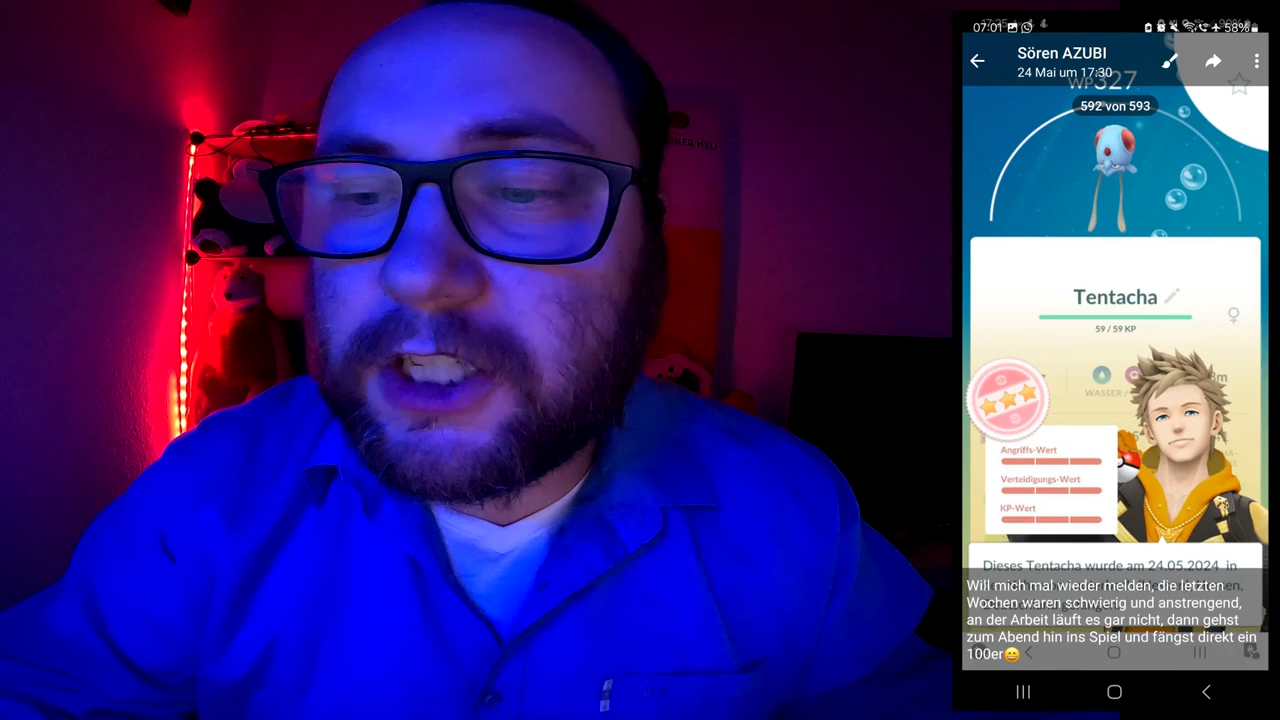 07:01
58%
Sören AZUBI
24 Mai um 17:30
WP327
592 von 593
Tentacha
59 / 59 KP
WASSER /
Angriffs-Wert
Verteidigungs-Wert
KP-Wert
Dieses Tentacha wurde am 24.05.2024 in
Will mich mal wieder melden, die letzten
Wochen waren schwierig und anstrengend,
an der Arbeit läuft es gar nicht, dann gehst
zum Abend hin ins Spiel und fängst direkt ein
100er😄